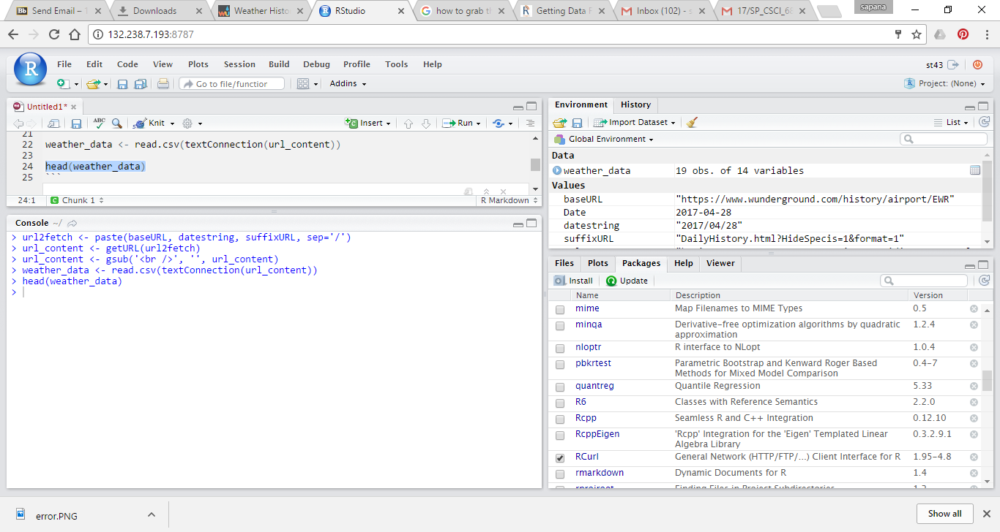 Send Email – 1
Downloads
Weather Histo
RStudio
how to grab th
Getting Data F
Inbox (102) - s
17/SP_CSCI_68
sapana
132.238.7.193:8787
R
File Edit Code View Plots Session Build Debug Profile Tools Help
st43
Go to file/function
Addins
Project: (None)
Untitled1*
ABC
Knit
Insert
Run
21
22 weather_data <- read.csv(textConnection(url_content))
23
24 head(weather_data)
25 ```
24:1
Chunk 1
R Markdown
Console ~/
> url2fetch <- paste(baseURL, datestring, suffixURL, sep='/')
> url_content <- getURL(url2fetch)
> url_content <- gsub('<br />', '', url_content)
> weather_data <- read.csv(textConnection(url_content))
> head(weather_data)
>
Environment History
Import Dataset
List
Global Environment
Data
weather_data 19 obs. of 14 variables
Values
baseURL "https://www.wunderground.com/history/airport/EWR"
Date 2017-04-28
datestring "2017/04/28"
suffixURL "DailyHistory.html?HideSpecis=1&format=1"
Files Plots Packages Help Viewer
Install Update
Name Description Version
mime Map Filenames to MIME Types 0.5
minqa Derivative-free optimization algorithms by quadratic 1.2.4
approximation
nloptr R interface to NLopt 1.0.4
pbkrtest Parametric Bootstrap and Kenward Roger Based 0.4-7
Methods for Mixed Model Comparison
quantreg Quantile Regression 5.33
R6 Classes with Reference Semantics 2.2.0
Rcpp Seamless R and C++ Integration 0.12.10
RcppEigen 'Rcpp' Integration for the 'Eigen' Templated Linear 0.3.2.9.1
Algebra Library
RCurl General Network (HTTP/FTP/...) Client Interface for R 1.95-4.8
rmarkdown Dynamic Documents for R 1.4
rprojroot Finding Files in Project Subdirectories 1.2
error.PNG
Show all